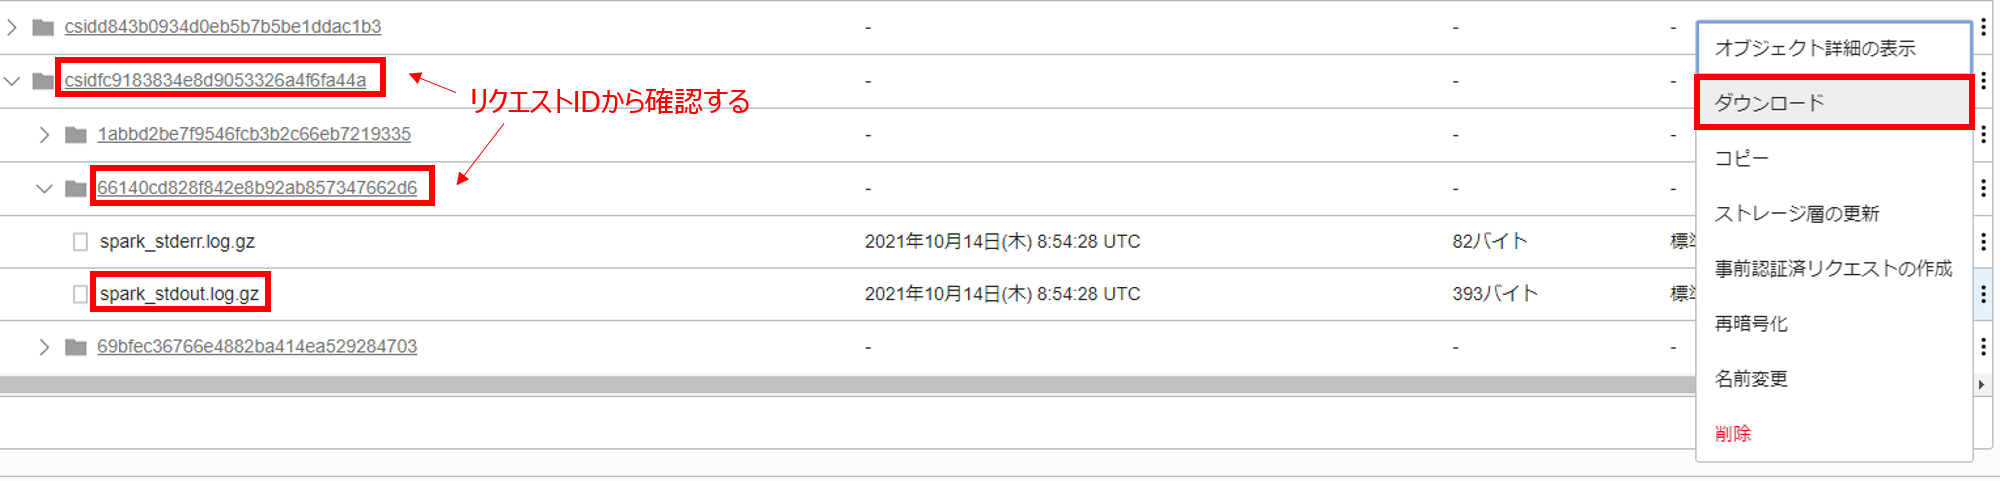 csidd843b0934d0eb5b7b5be1ddac1b3 - - -
オブジェクト詳細の表示
csidfc9183834e8d9053326a4f6fa44a - - -
リクエストIDから確認する
ダウンロード
1abbd2be7f9546fcb3b2c66eb7219335 - - -
コピー
66140cd828f842e8b92ab857347662d6 - - -
ストレージ層の更新
spark_stderr.log.gz 2021年10月14日(木) 8:54:28 UTC 82バイト 標
事前認証済リクエストの作成
spark_stdout.log.gz 2021年10月14日(木) 8:54:28 UTC 393バイト 標
再暗号化
69bfec36766e4882ba414ea529284703 - - -
名前変更
削除